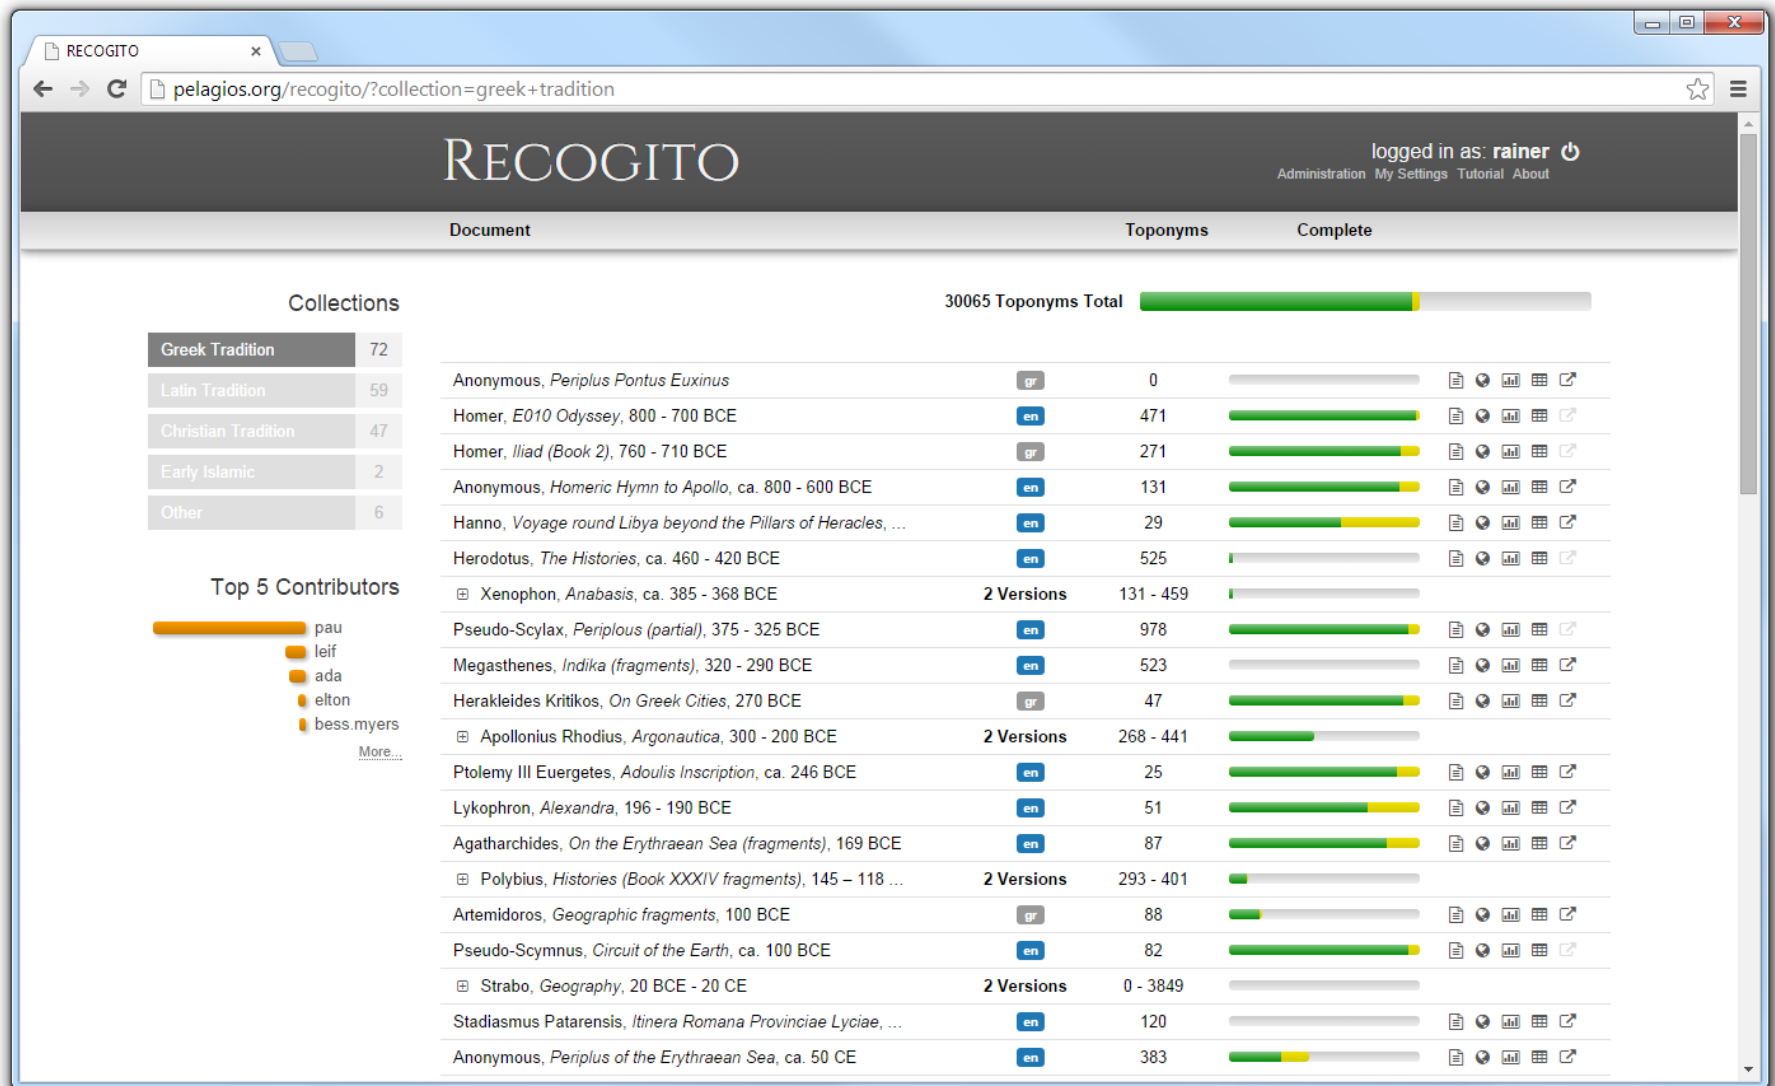 RECOGITO
pelagios.org/recogito/?collection=greek+tradition
RECOGITO
logged in as: rainer
Administration My Settings Tutorial About
Document Toponyms Complete
Collections
Greek Tradition 72
Latin Tradition 59
Christian Tradition 47
Early Islamic 2
Other 6
Top 5 Contributors
pau
leif
ada
elton
bess.myers
More...
30065 Toponyms Total
Anonymous, Periplus Pontus Euxinus gr 0
Homer, E010 Odyssey, 800 - 700 BCE en 471
Homer, Iliad (Book 2), 760 - 710 BCE gr 271
Anonymous, Homeric Hymn to Apollo, ca. 800 - 600 BCE en 131
Hanno, Voyage round Libya beyond the Pillars of Heracles, ... en 29
Herodotus, The Histories, ca. 460 - 420 BCE en 525
Xenophon, Anabasis, ca. 385 - 368 BCE 2 Versions 131 - 459
Pseudo-Scylax, Periplous (partial), 375 - 325 BCE en 978
Megasthenes, Indika (fragments), 320 - 290 BCE en 523
Herakleides Kritikos, On Greek Cities, 270 BCE gr 47
Apollonius Rhodius, Argonautica, 300 - 200 BCE 2 Versions 268 - 441
Ptolemy III Euergetes, Adoulis Inscription, ca. 246 BCE en 25
Lykophron, Alexandra, 196 - 190 BCE en 51
Agatharchides, On the Erythraean Sea (fragments), 169 BCE en 87
Polybius, Histories (Book XXXIV fragments), 145 – 118 ... 2 Versions 293 - 401
Artemidoros, Geographic fragments, 100 BCE gr 88
Pseudo-Scymnus, Circuit of the Earth, ca. 100 BCE en 82
Strabo, Geography, 20 BCE - 20 CE 2 Versions 0 - 3849
Stadiasmus Patarensis, Itinera Romana Provinciae Lyciae, ... en 120
Anonymous, Periplus of the Erythraean Sea, ca. 50 CE en 383